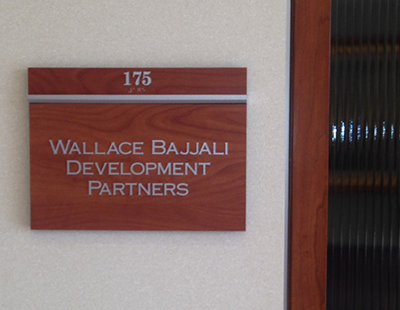 175
WALLACE BAJJALI
DEVELOPMENT
PARTNERS